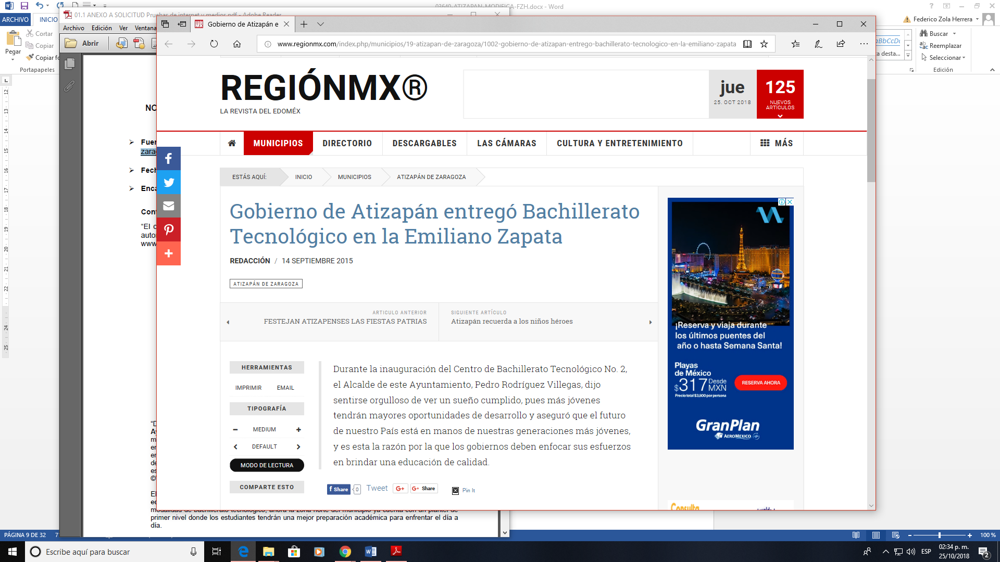 03640-ATIZAPAN-MODIFICA-FZH.docx - Word
ARCHIVO
INICIO
Federico Zola Herrera
Cortar
Copiar
Pegar
Portapapeles
Buscar
Reemplazar
Seleccionar
Edición
01.1 ANEXO A SOLICITUD Pruebas de internet y medios.pdf - Adobe Reader
Archivo Edición Ver Ventana
Abrir
Gobierno de Atizapán e
www.regionmx.com/index.php/municipios/19-atizapan-de-zaragoza/1002-gobierno-de-atizapan-entrego-bachillerato-tecnologico-en-la-emiliano-zapata
REGIÓNMX®
LA REVISTA DEL EDOMÉX
jue
25. OCT 2018
125
NUEVOS
ARTÍCULOS
MUNICIPIOS
DIRECTORIO
DESCARGABLES
LAS CÁMARAS
CULTURA Y ENTRETENIMIENTO
MÁS
ESTÁS AQUÍ:
INICIO
MUNICIPIOS
ATIZAPÁN DE ZARAGOZA
Gobierno de Atizapán entregó Bachillerato
Tecnológico en la Emiliano Zapata
REDACCIÓN / 14 SEPTIEMBRE 2015
ATIZAPÁN DE ZARAGOZA
ARTICULO ANTERIOR
FESTEJAN ATIZAPENSES LAS FIESTAS PATRIAS
SIGUIENTE ARTÍCULO
Atizapán recuerda a los niños héroes
HERRAMIENTAS
IMPRIMIR EMAIL
TIPOGRAFÍA
− MEDIUM +
DEFAULT
MODO DE LECTURA
COMPARTE ESTO
Durante la inauguración del Centro de Bachillerato Tecnológico No. 2,
el Alcalde de este Ayuntamiento, Pedro Rodríguez Villegas, dijo
sentirse orgulloso de ver un sueño cumplido, pues más jóvenes
tendrán mayores oportunidades de desarrollo y aseguró que el futuro
de nuestro País está en manos de nuestras generaciones más jóvenes,
y es esta la razón por la que los gobiernos deben enfocar sus esfuerzos
en brindar una educación de calidad.
Share 0 Tweet G+ G+ Share Pin It
¡Reserva y viaja durante
los últimos puentes del
año o hasta Semana Santa!
Playas
de México
$317 Desde MXN
Precio total $3,800 por persona
RESERVA AHORA
GranPlan
AEROMEXICO
Consulta
primer nivel donde los estudiantes tendrán una mejor preparación académica para enfrentar el día a
día.
PÁGINA 9 DE 32
100 %
Escribe aquí para buscar
ESP
02:34 p. m.
25/10/2018
2